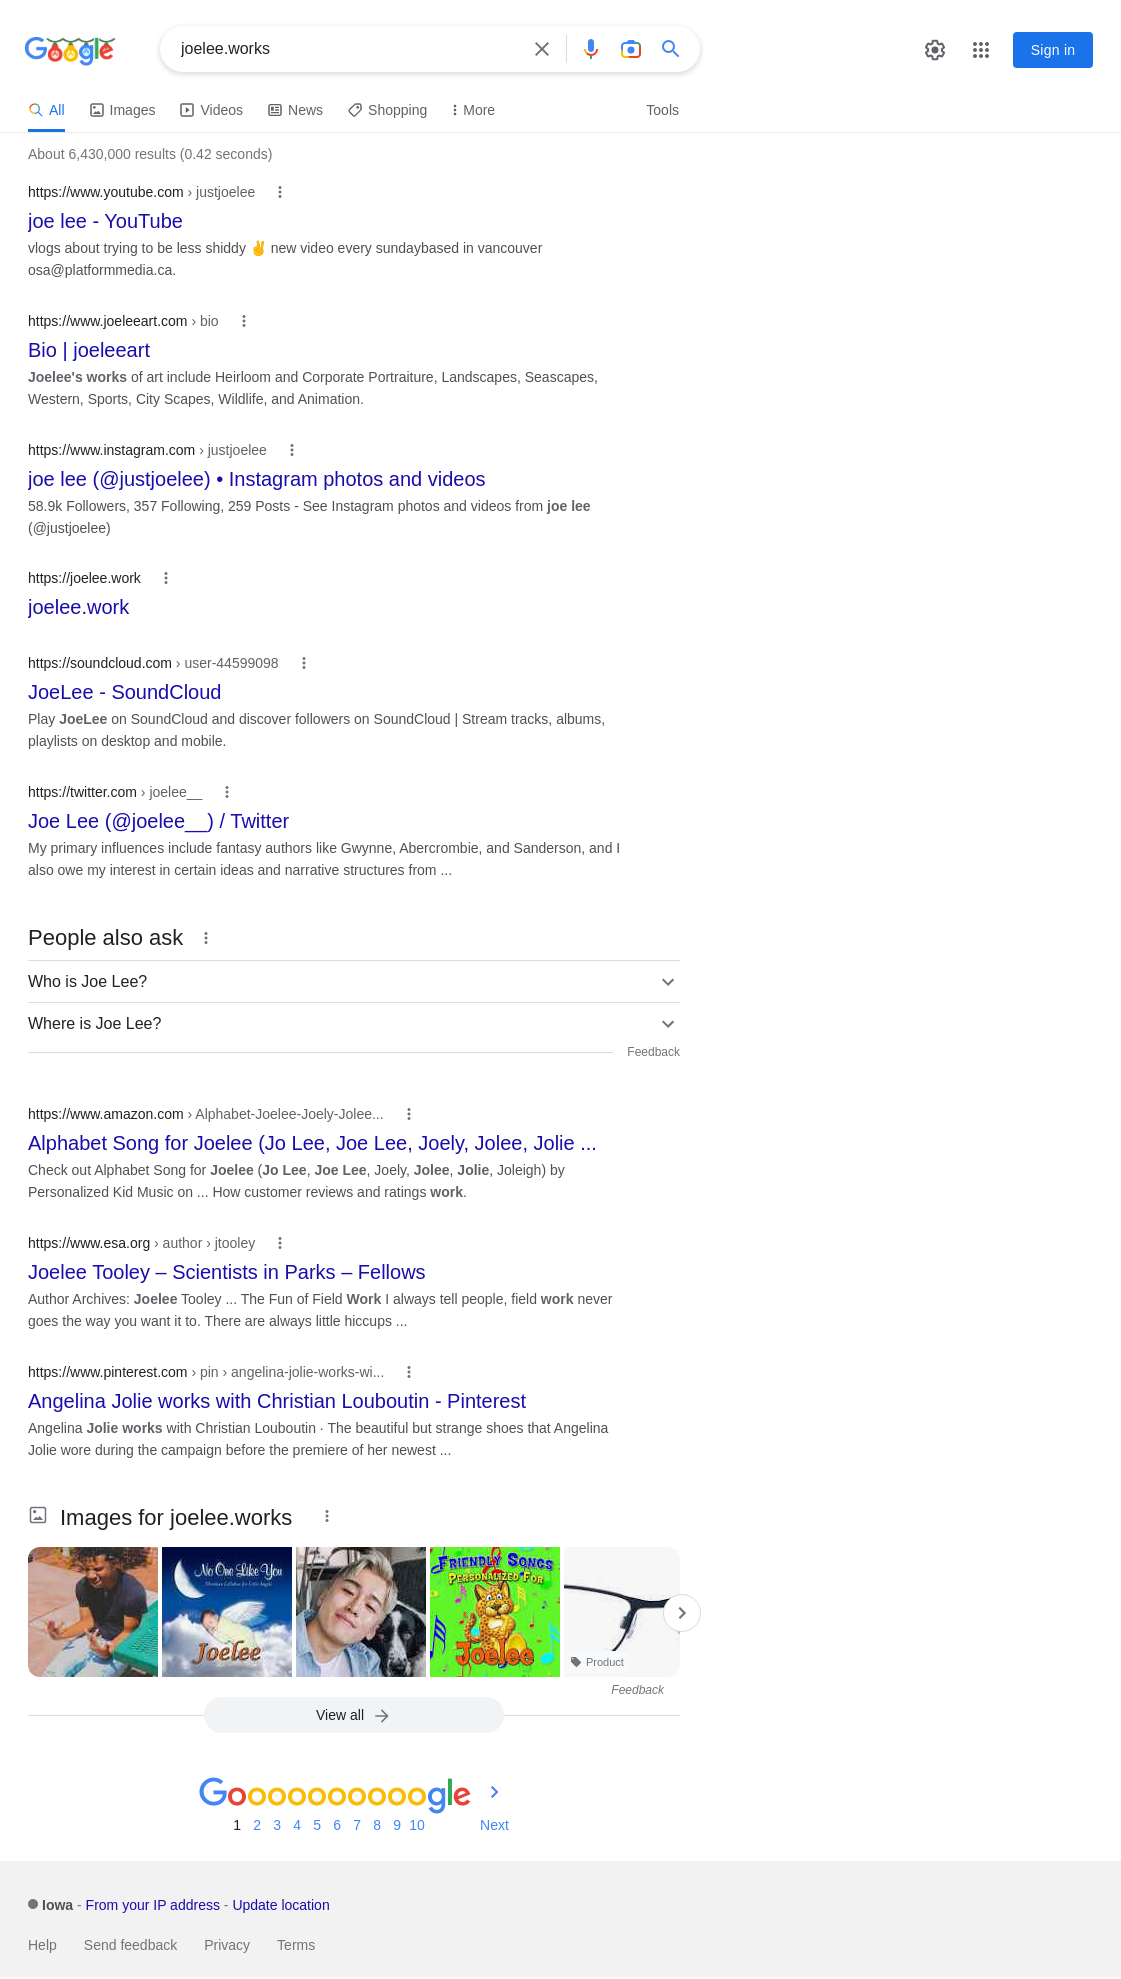 Google
joelee.works
Sign in
All
Images
Videos
News
Shopping
More
Tools
About 6,430,000 results (0.42 seconds)
https://www.youtube.com › justjoelee
joe lee - YouTube
vlogs about trying to be less shiddy ✌️ new video every sundaybased in vancouver
osa@platformmedia.ca.
https://www.joeleeart.com › bio
Bio | joeleeart
Joelee's works of art include Heirloom and Corporate Portraiture, Landscapes, Seascapes,
Western, Sports, City Scapes, Wildlife, and Animation.
https://www.instagram.com › justjoelee
joe lee (@justjoelee) • Instagram photos and videos
58.9k Followers, 357 Following, 259 Posts - See Instagram photos and videos from joe lee
(@justjoelee)
https://joelee.work
joelee.work
https://soundcloud.com › user-44599098
JoeLee - SoundCloud
Play JoeLee on SoundCloud and discover followers on SoundCloud | Stream tracks, albums,
playlists on desktop and mobile.
https://twitter.com › joelee__
Joe Lee (@joelee__) / Twitter
My primary influences include fantasy authors like Gwynne, Abercrombie, and Sanderson, and I
also owe my interest in certain ideas and narrative structures from ...
People also ask
Who is Joe Lee?
Where is Joe Lee?
Feedback
https://www.amazon.com › Alphabet-Joelee-Joely-Jolee...
Alphabet Song for Joelee (Jo Lee, Joe Lee, Joely, Jolee, Jolie ...
Check out Alphabet Song for Joelee (Jo Lee, Joe Lee, Joely, Jolee, Jolie, Joleigh) by
Personalized Kid Music on ... How customer reviews and ratings work.
https://www.esa.org › author › jtooley
Joelee Tooley – Scientists in Parks – Fellows
Author Archives: Joelee Tooley ... The Fun of Field Work I always tell people, field work never
goes the way you want it to. There are always little hiccups ...
https://www.pinterest.com › pin › angelina-jolie-works-wi...
Angelina Jolie works with Christian Louboutin - Pinterest
Angelina Jolie works with Christian Louboutin · The beautiful but strange shoes that Angelina
Jolie wore during the campaign before the premiere of her newest ...
Images for joelee.works
No One Like You
Joelee
FRIENDLY SONGS
PERSONALIZED FOR
Joelee
Product
Feedback
View all
Goooooooooogle
1 2 3 4 5 6 7 8 9 10 Next
Iowa - From your IP address - Update location
Help
Send feedback
Privacy
Terms